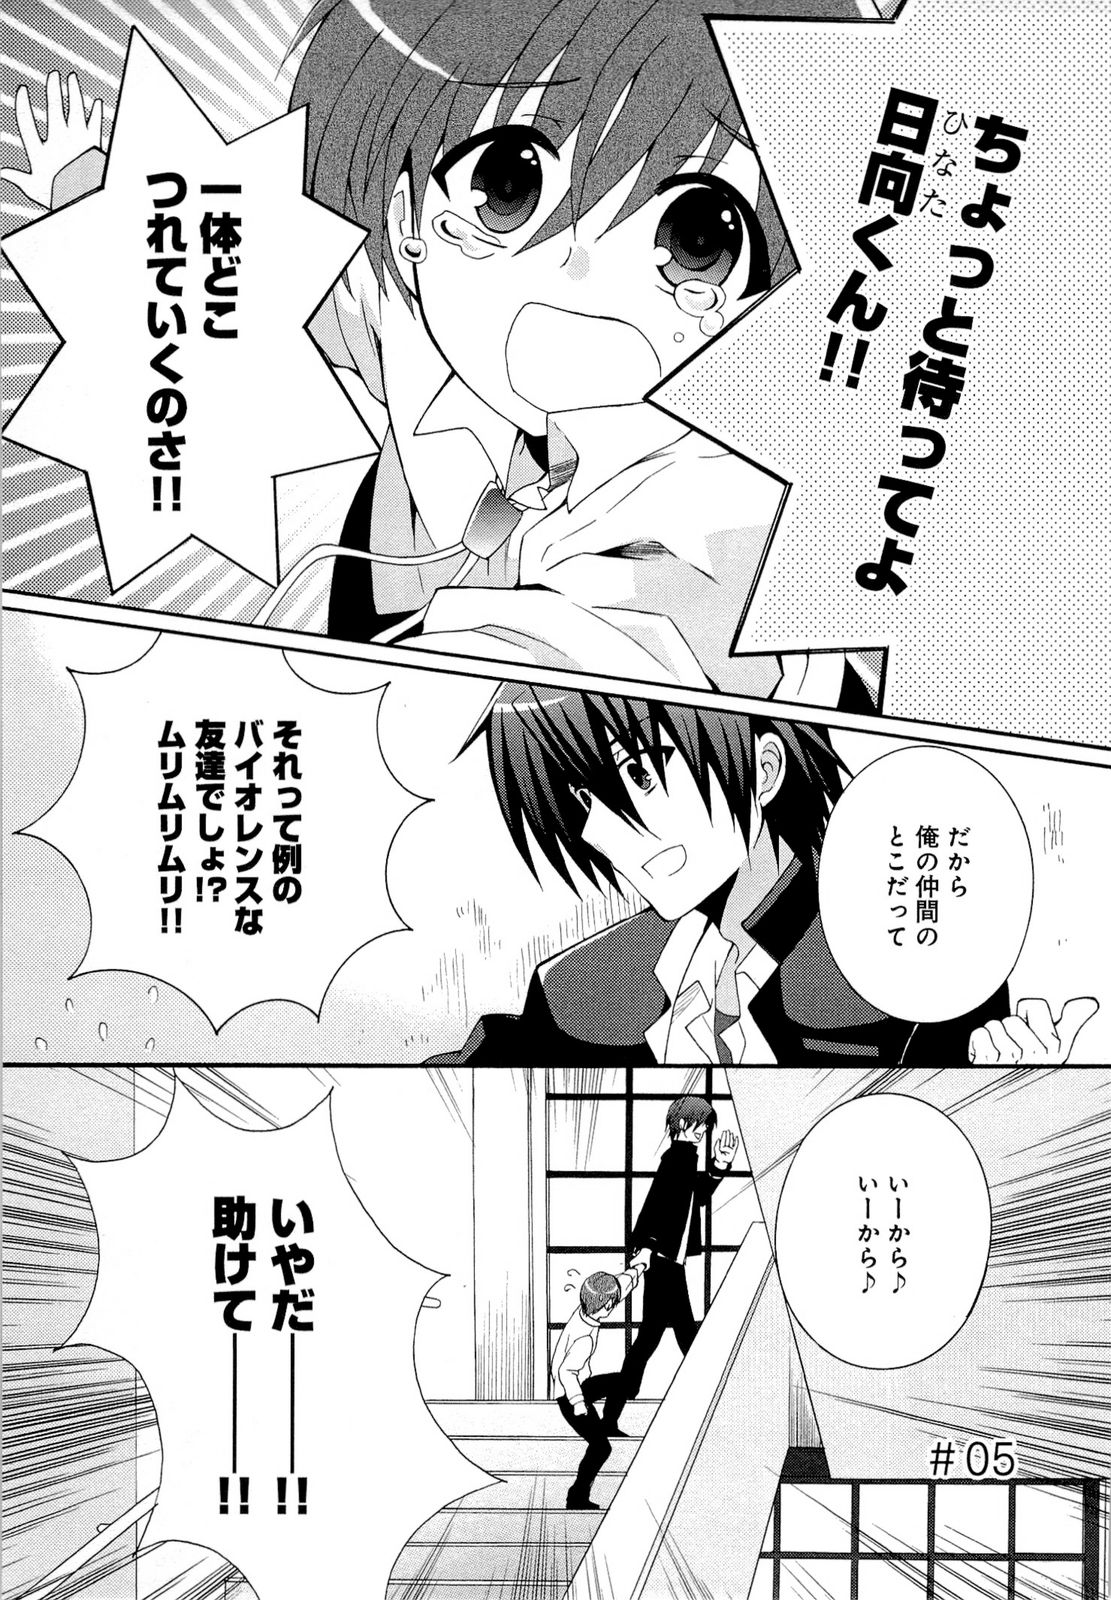 ちょっと待ってよ
日向くん!!
ひなた
一体どこ
つれていくのさ!!
だから
俺の仲間の
とこだって
それって例の
バイオレンスな
友達でしょ!?
ムリムリムリ!!
いーから♪
いーから♪
いやだ――!!
助けて――!!
#05